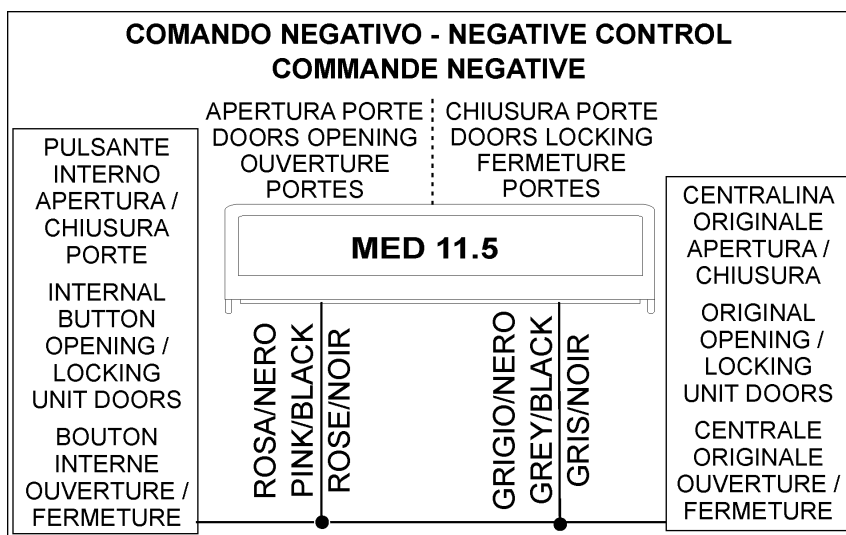 COMANDO NEGATIVO - NEGATIVE CONTROL
COMMANDE NEGATIVE
APERTURA PORTE
DOORS OPENING
OUVERTURE
PORTES
CHIUSURA PORTE
DOORS LOCKING
FERMETURE
PORTES
PULSANTE
INTERNO
APERTURA /
CHIUSURA
PORTE
INTERNAL
BUTTON
OPENING /
LOCKING
UNIT DOORS
BOUTON
INTERNE
OUVERTURE /
FERMETURE
MED 11.5
ROSA/NERO
PINK/BLACK
ROSE/NOIR
GRIGIO/NERO
GREY/BLACK
GRIS/NOIR
CENTRALINA
ORIGINALE
APERTURA /
CHIUSURA
ORIGINAL
OPENING /
LOCKING
UNIT DOORS
CENTRALE
ORIGINALE
OUVERTURE /
FERMETURE